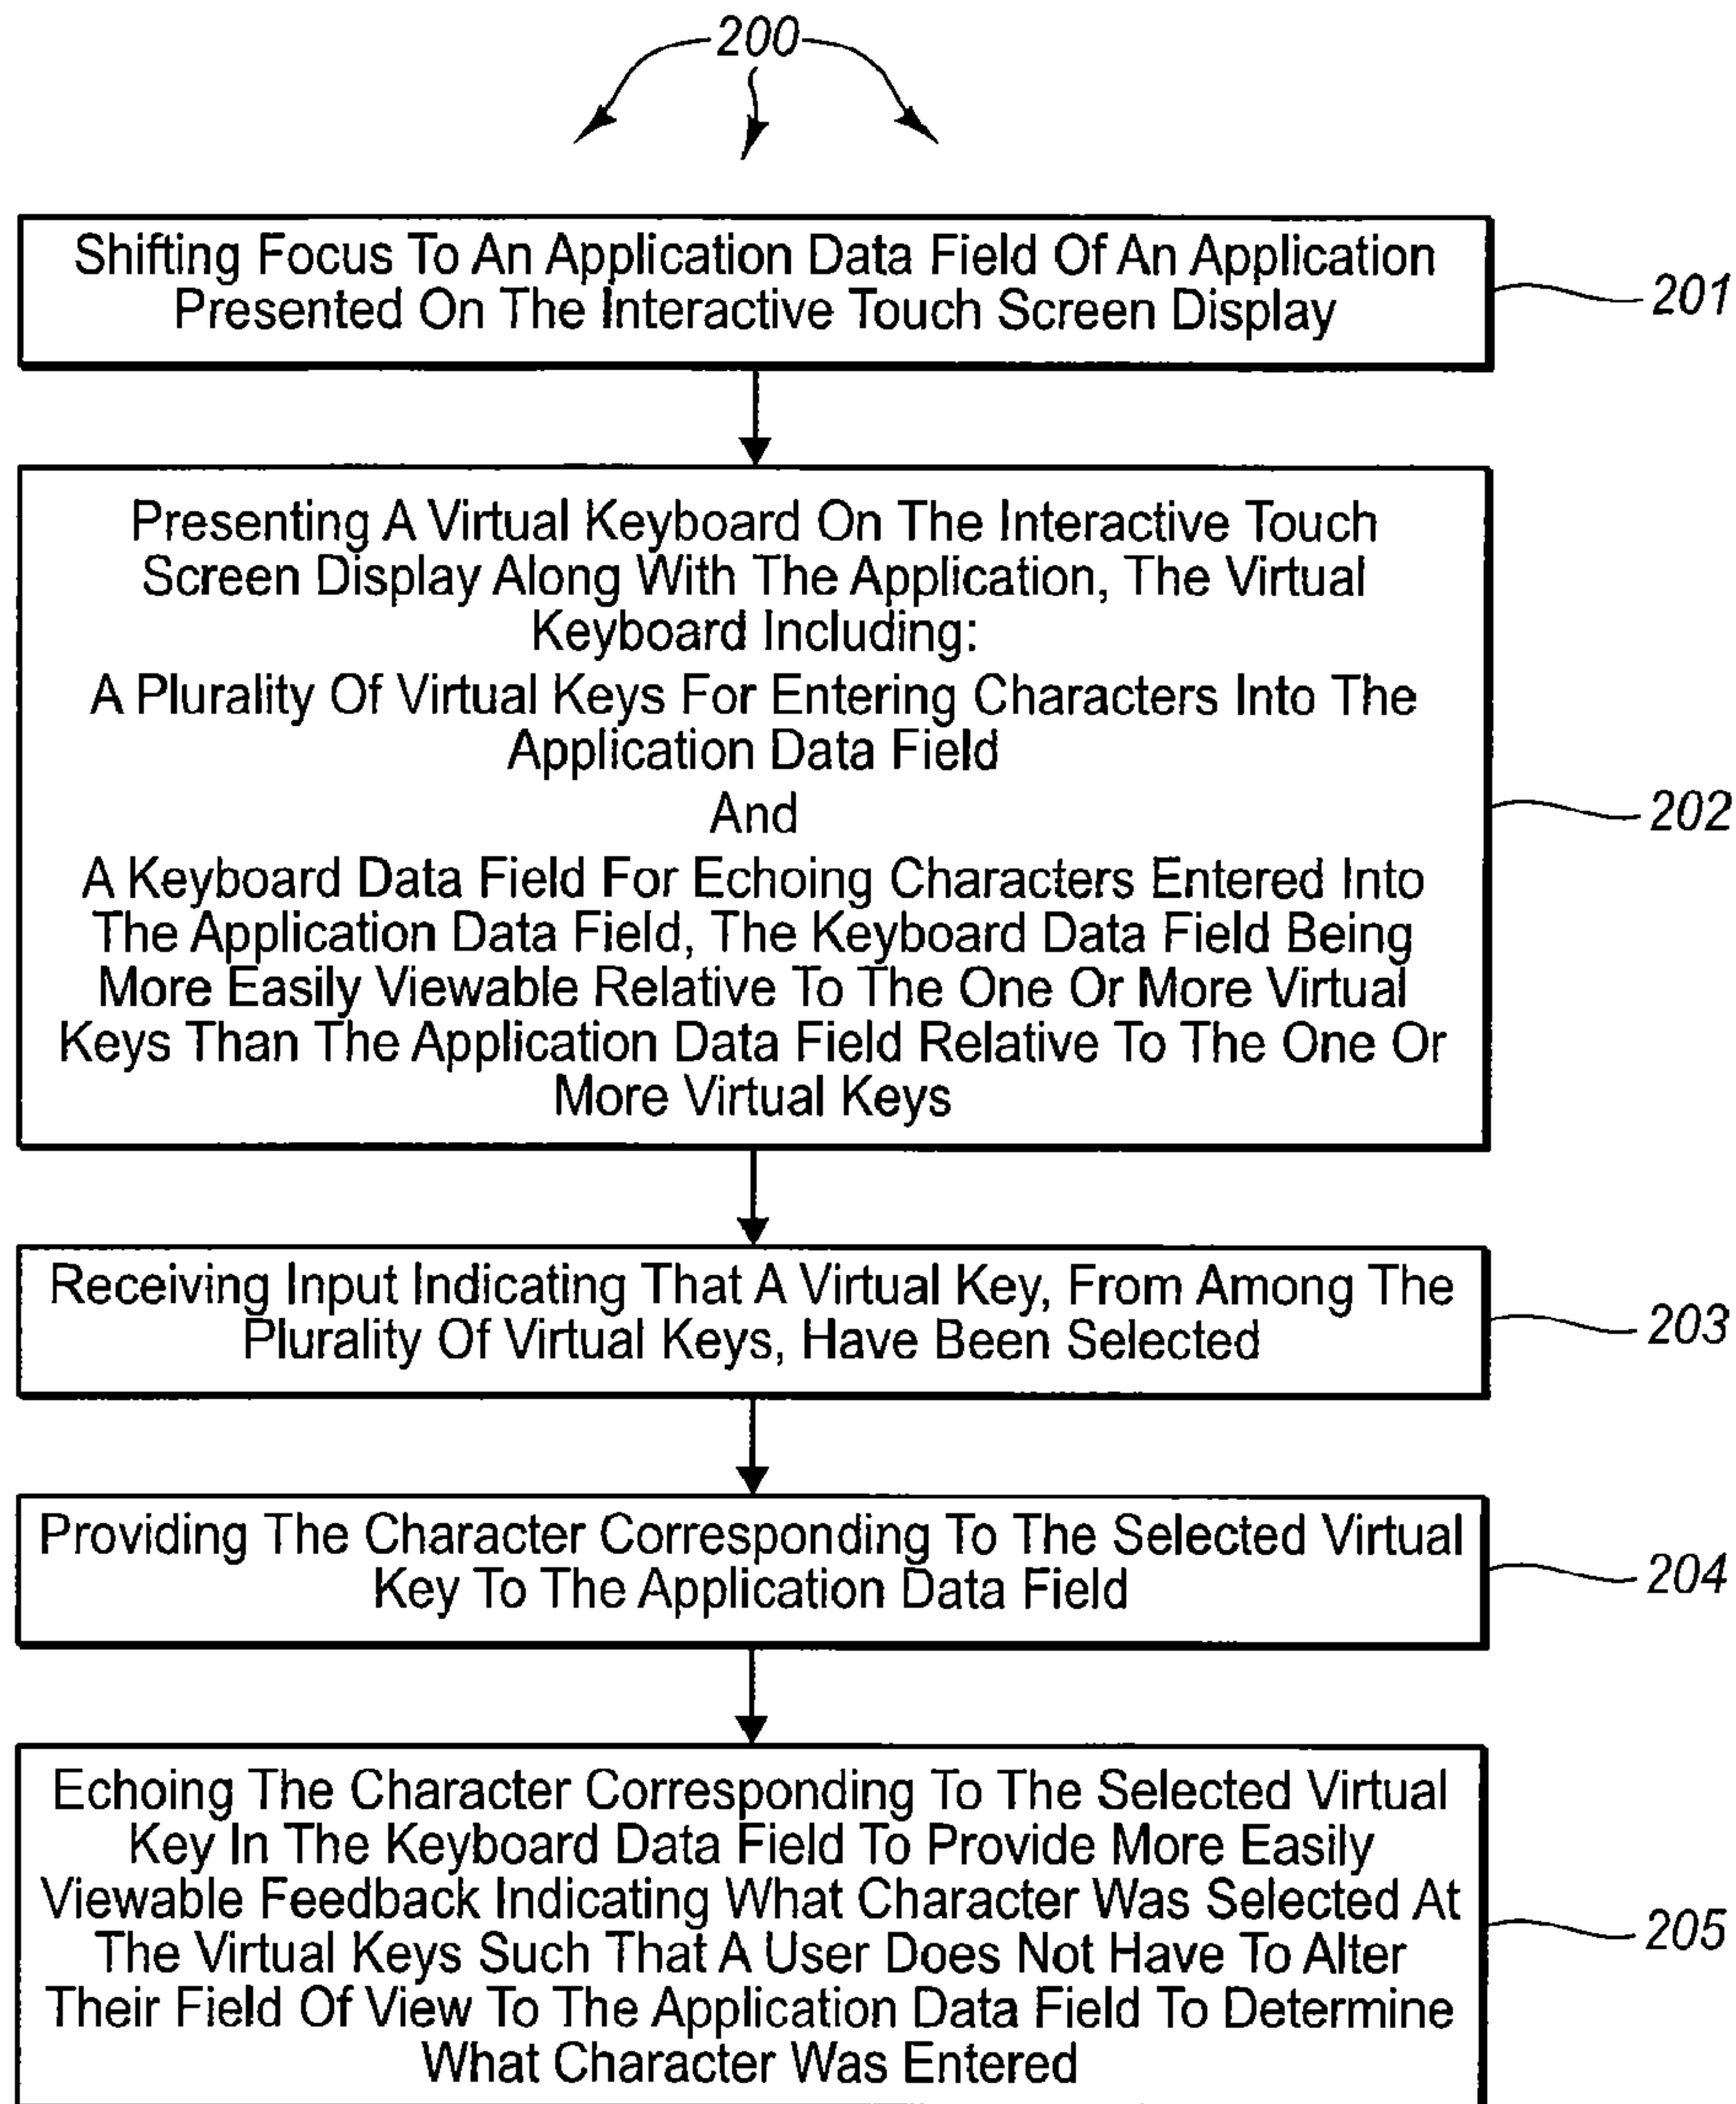 200
Shifting Focus To An Application Data Field Of An Application
Presented On The Interactive Touch Screen Display
201
Presenting A Virtual Keyboard On The Interactive Touch
Screen Display Along With The Application, The Virtual
Keyboard Including:
A Plurality Of Virtual Keys For Entering Characters Into The
Application Data Field
And
A Keyboard Data Field For Echoing Characters Entered Into
The Application Data Field, The Keyboard Data Field Being
More Easily Viewable Relative To The One Or More Virtual
Keys Than The Application Data Field Relative To The One Or
More Virtual Keys
202
Receiving Input Indicating That A Virtual Key, From Among The
Plurality Of Virtual Keys, Have Been Selected
203
Providing The Character Corresponding To The Selected Virtual
Key To The Application Data Field
204
Echoing The Character Corresponding To The Selected Virtual
Key In The Keyboard Data Field To Provide More Easily
Viewable Feedback Indicating What Character Was Selected At
The Virtual Keys Such That A User Does Not Have To Alter
Their Field Of View To The Application Data Field To Determine
What Character Was Entered
205